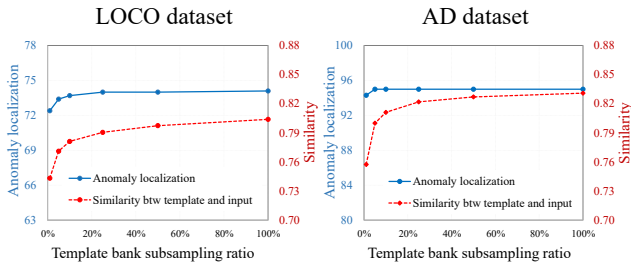 LOCO dataset
78
75
72
69
66
63
Anomaly localization
0.88
0.85
0.82
0.79
0.76
0.73
0.70
Similarity
Anomaly localization
Similarity btw template and input
0% 20% 40% 60% 80% 100%
Template bank subsampling ratio
AD dataset
100
96
92
88
84
80
Anomaly localization
0.88
0.85
0.82
0.79
0.76
0.73
0.70
Similarity
Anomaly localization
Similarity btw template and input
0% 20% 40% 60% 80% 100%
Template bank subsampling ratio